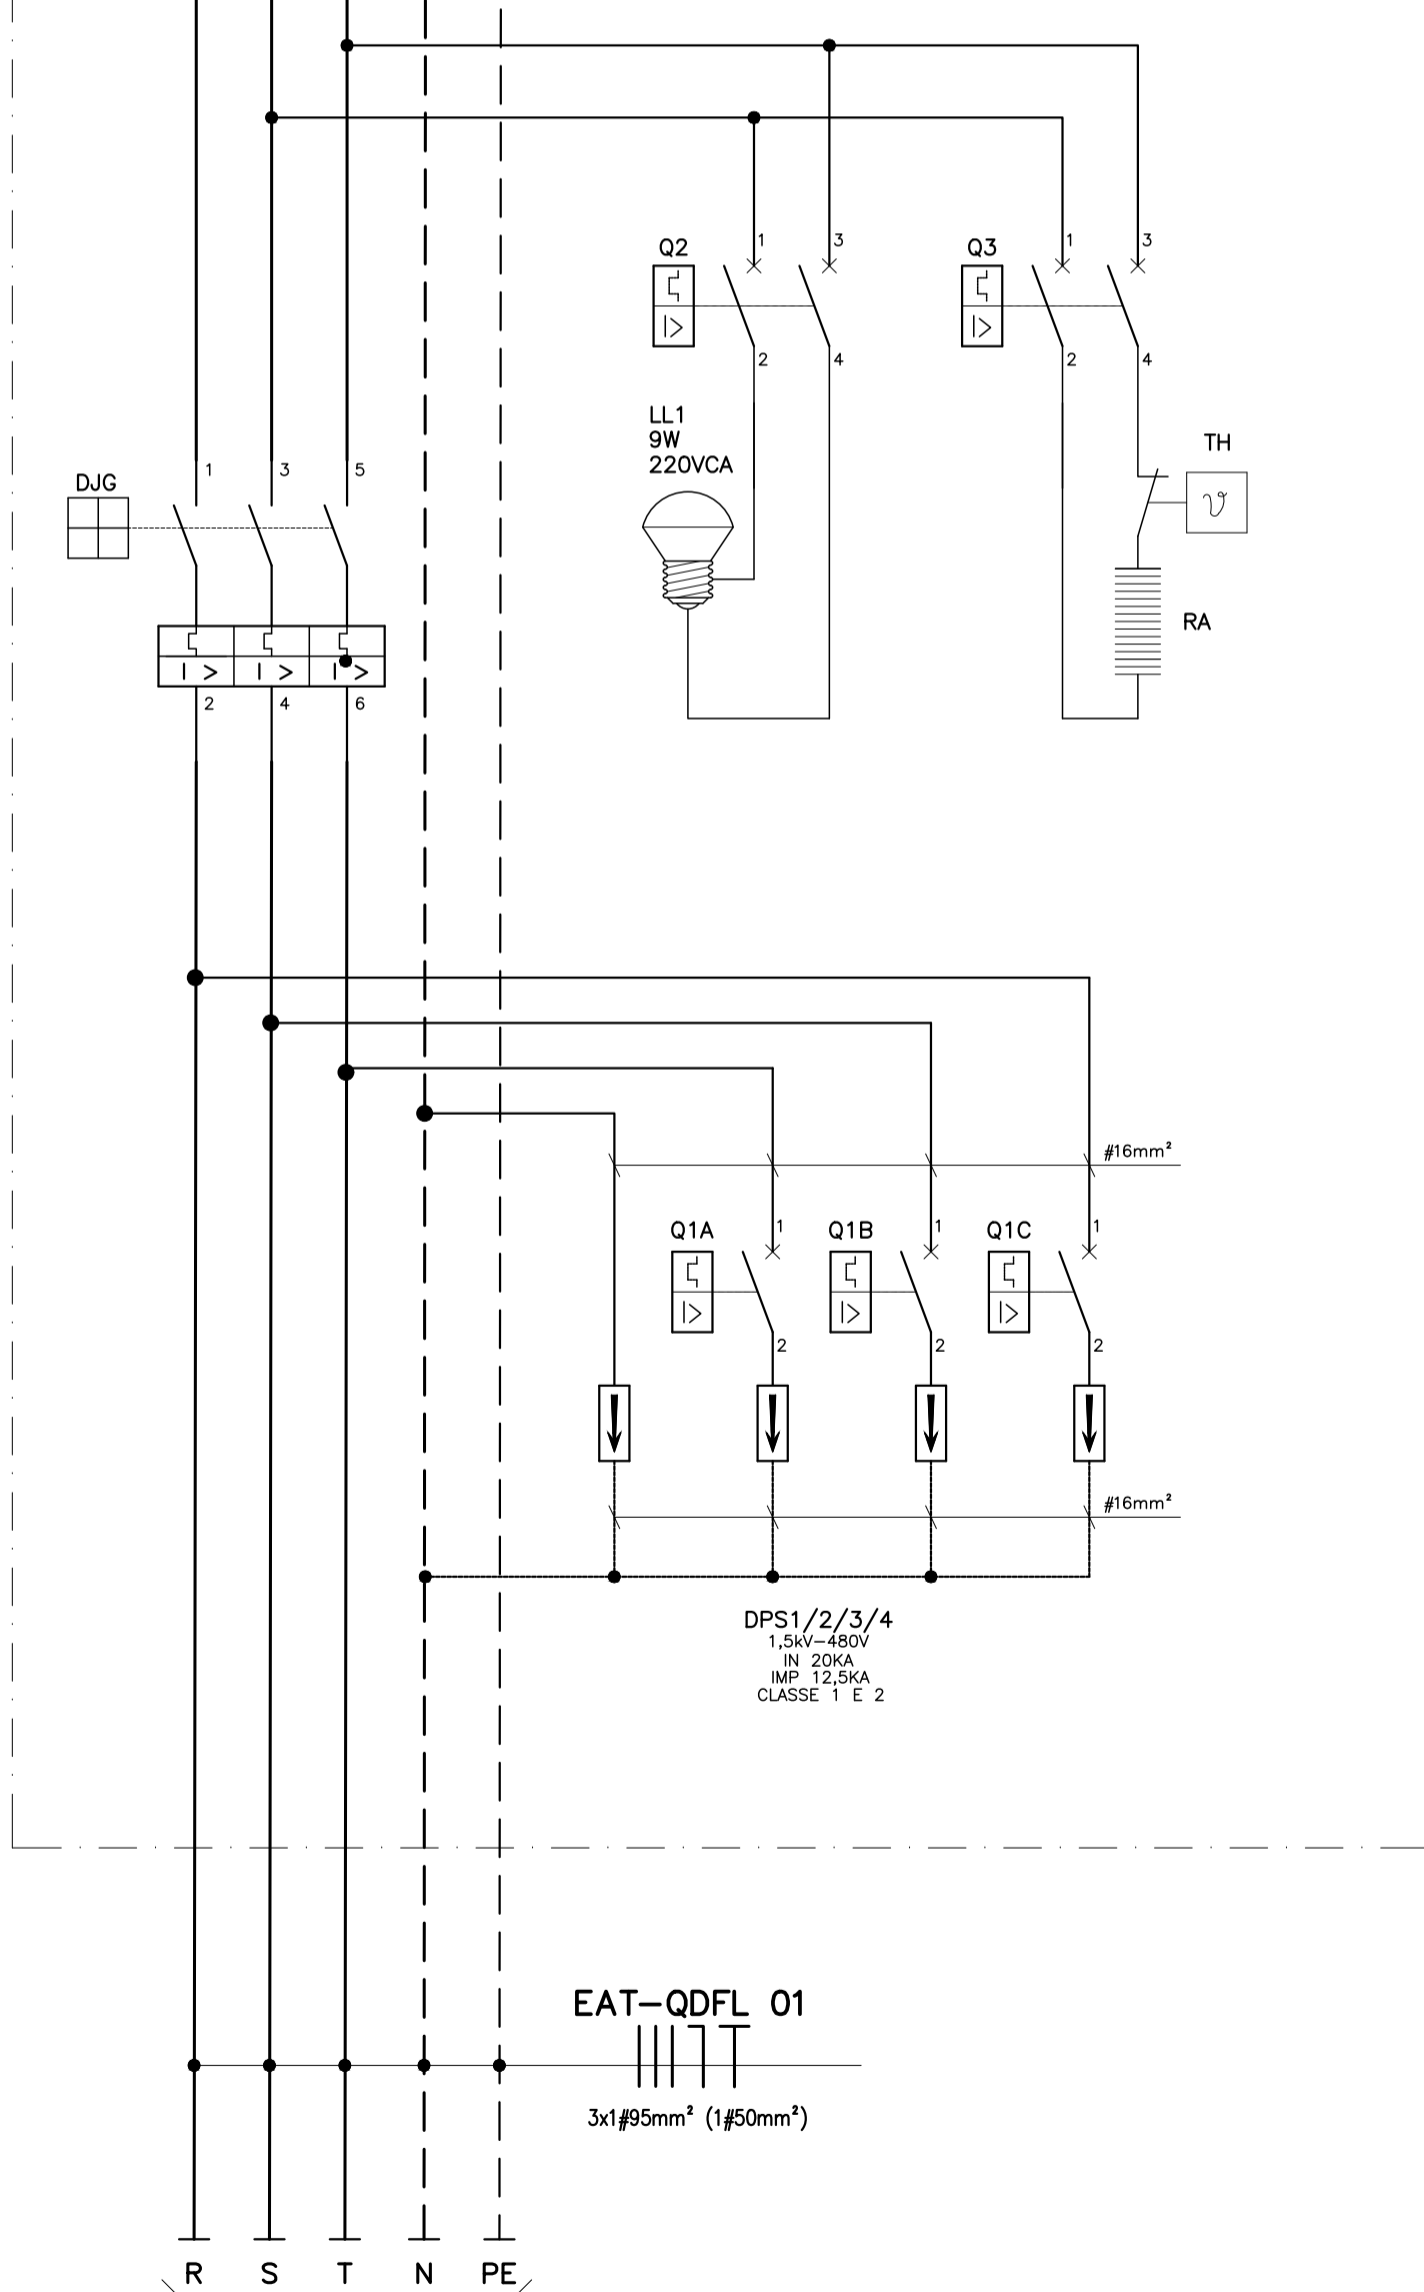 Q2
1
3
Q3
1
3
2
4
2
4
LL1
9W
220VCA
TH
ϑ
DJG
1
3
5
RA
I >
I >
I >
I >
I >
2
4
6
#16mm²
Q1A
1
Q1B
1
Q1C
1
I >
I >
I >
2
2
2
#16mm²
DPS1/2/3/4
1,5kV-480V
IN 20KA
IMP 12,5KA
CLASSE 1 E 2
EAT-QDFL 01
3x1#95mm² (1#50mm²)
R S T N PE